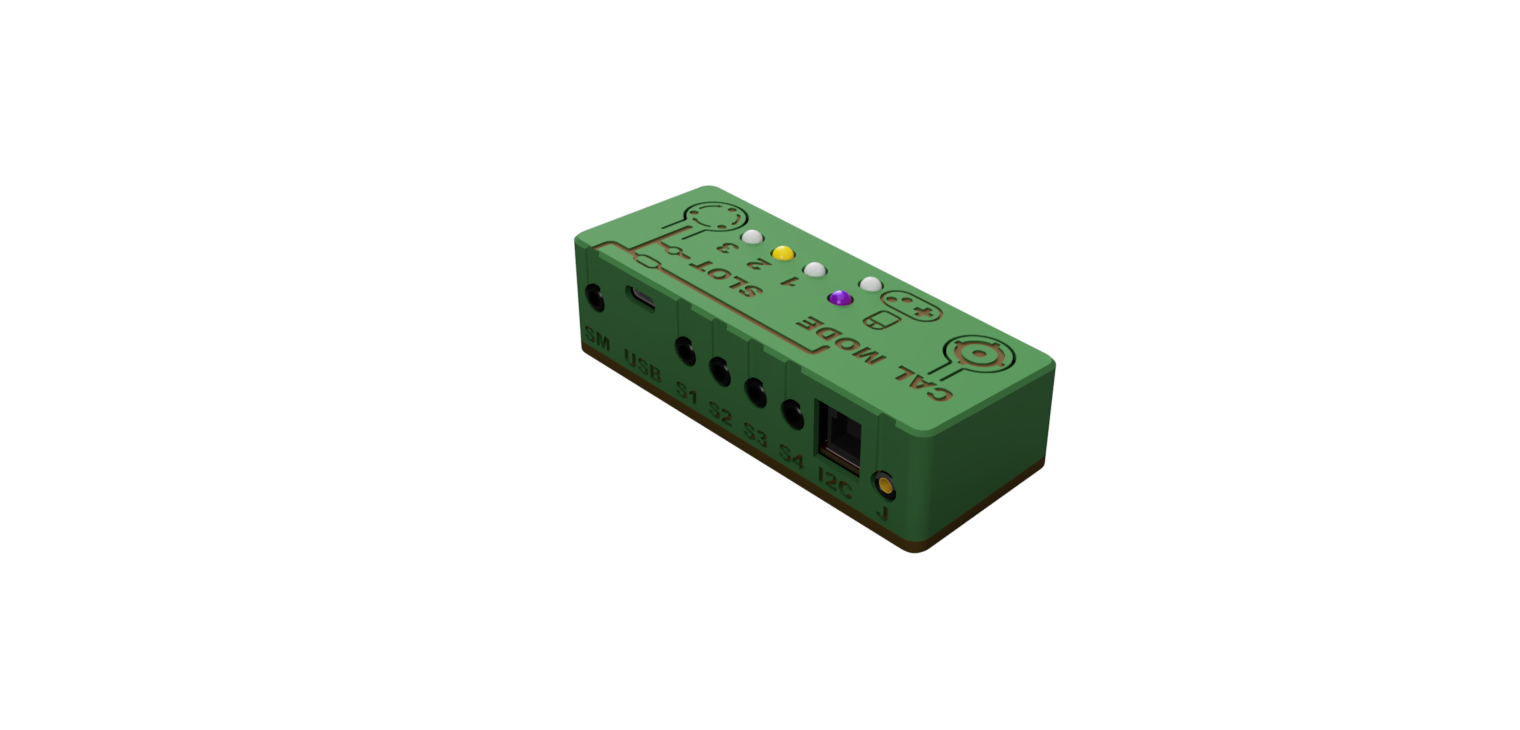 CAL MODE
SLOT
1 2 3
SM USB S1 S2 S3 S4 I2C J